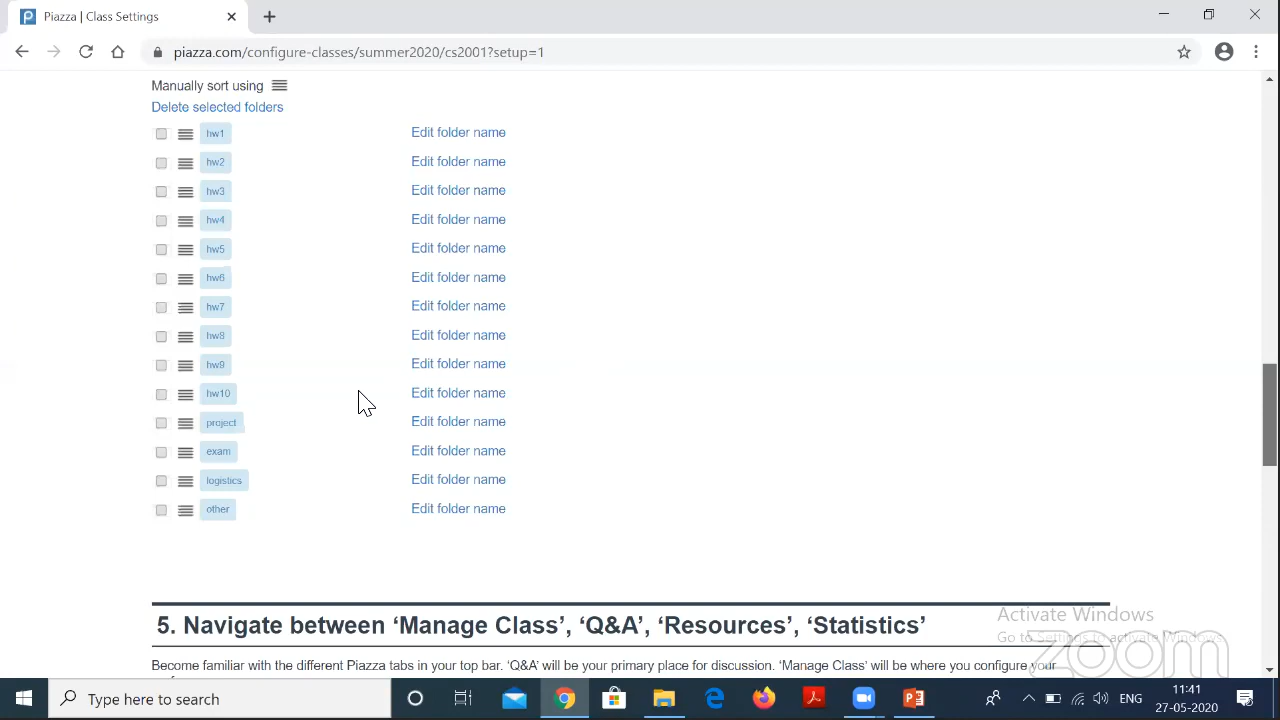 Piazza | Class Settings
piazza.com/configure-classes/summer2020/cs2001?setup=1
Manually sort using
Delete selected folders
hw1 Edit folder name
hw2 Edit folder name
hw3 Edit folder name
hw4 Edit folder name
hw5 Edit folder name
hw6 Edit folder name
hw7 Edit folder name
hw8 Edit folder name
hw9 Edit folder name
hw10 Edit folder name
project Edit folder name
exam Edit folder name
logistics Edit folder name
other Edit folder name
5. Navigate between ‘Manage Class’, ‘Q&A’, ‘Resources’, ‘Statistics’
Activate Windows
Go to Settings to activate Windows.
Become familiar with the different Piazza tabs in your top bar. ‘Q&A’ will be your primary place for discussion. ‘Manage Class’ will be where you configure your
zoom
Type here to search
ENG
11:41
27-05-2020